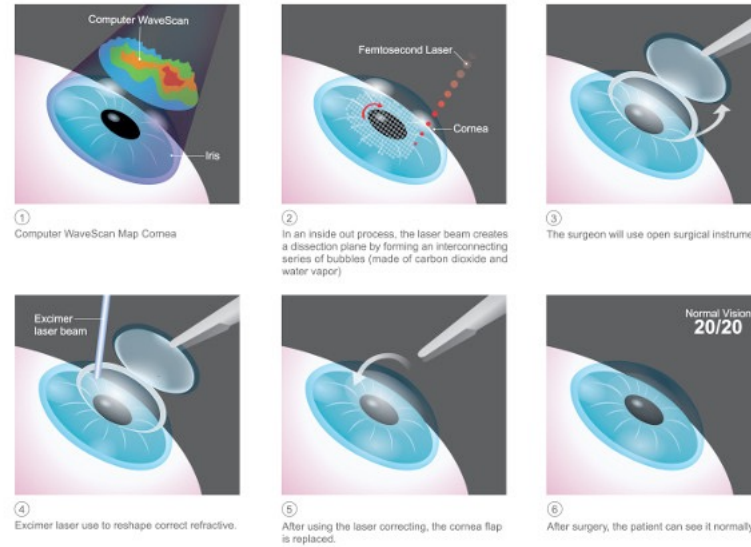 Computer WaveScan
Iris
1
Computer WaveScan Map Cornea
Femtosecond Laser
Cornea
2
In an inside out process, the laser beam creates
a dissection plane by forming an interconnecting
series of bubbles (made of carbon dioxide and
water vapor)
3
The surgeon will use open surgical instrume
Excimer
laser beam
4
Excimer laser use to reshape correct refractive.
5
After using the laser correcting, the cornea flap
is replaced.
Normal Vision
20/20
6
After surgery, the patient can see it normally